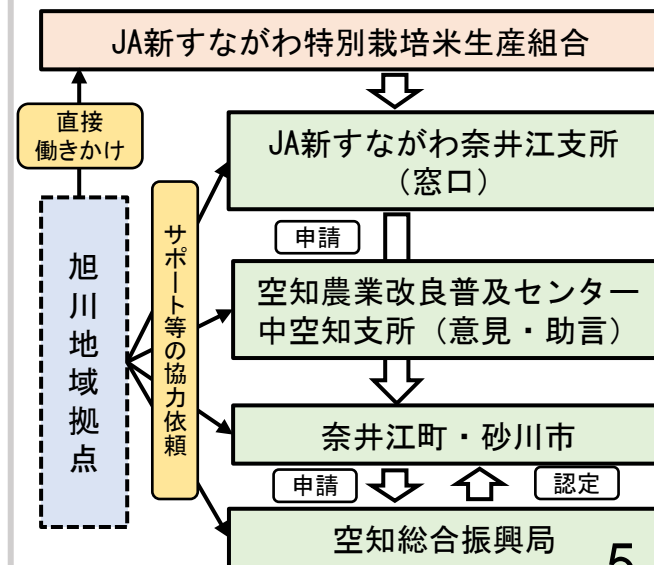 JA新すながわ特別栽培米生産組合
直接
働きかけ
JA新すながわ奈井江支所
（窓口）
申請
旭川地域拠点
サポート等の協力依頼
空知農業改良普及センター
中空知支所（意見・助言）
奈井江町・砂川市
申請
認定
空知総合振興局
5